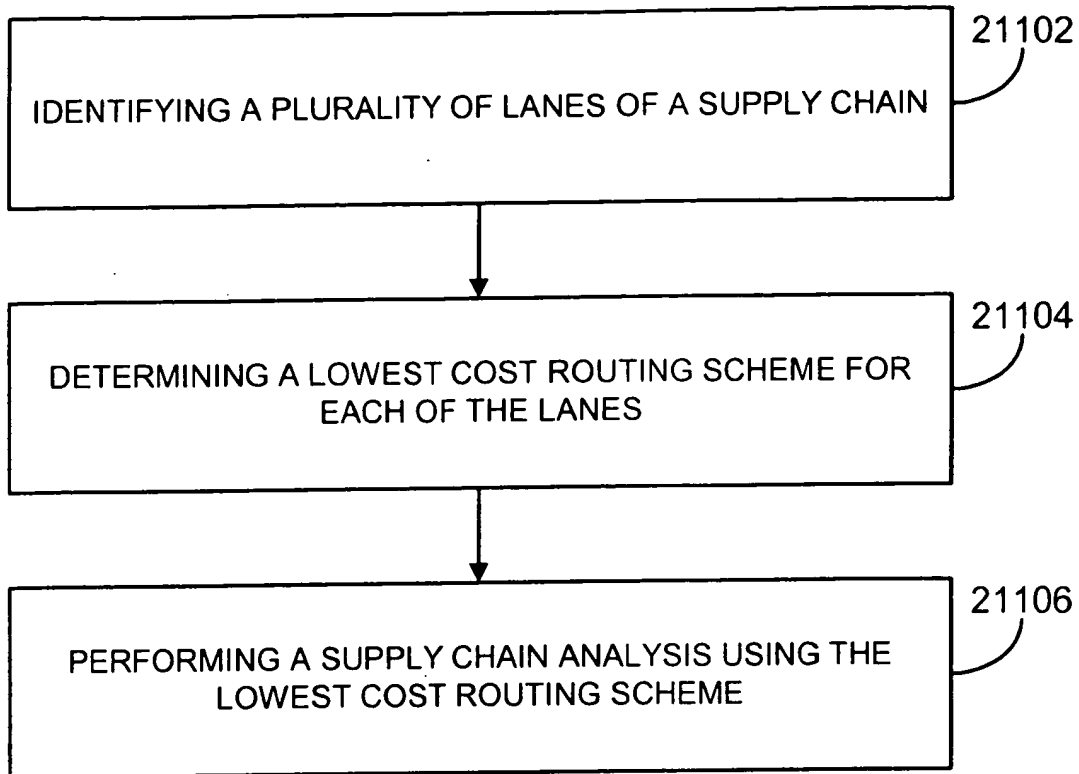 21102
IDENTIFYING A PLURALITY OF LANES OF A SUPPLY CHAIN
21104
DETERMINING A LOWEST COST ROUTING SCHEME FOR
EACH OF THE LANES
21106
PERFORMING A SUPPLY CHAIN ANALYSIS USING THE
LOWEST COST ROUTING SCHEME